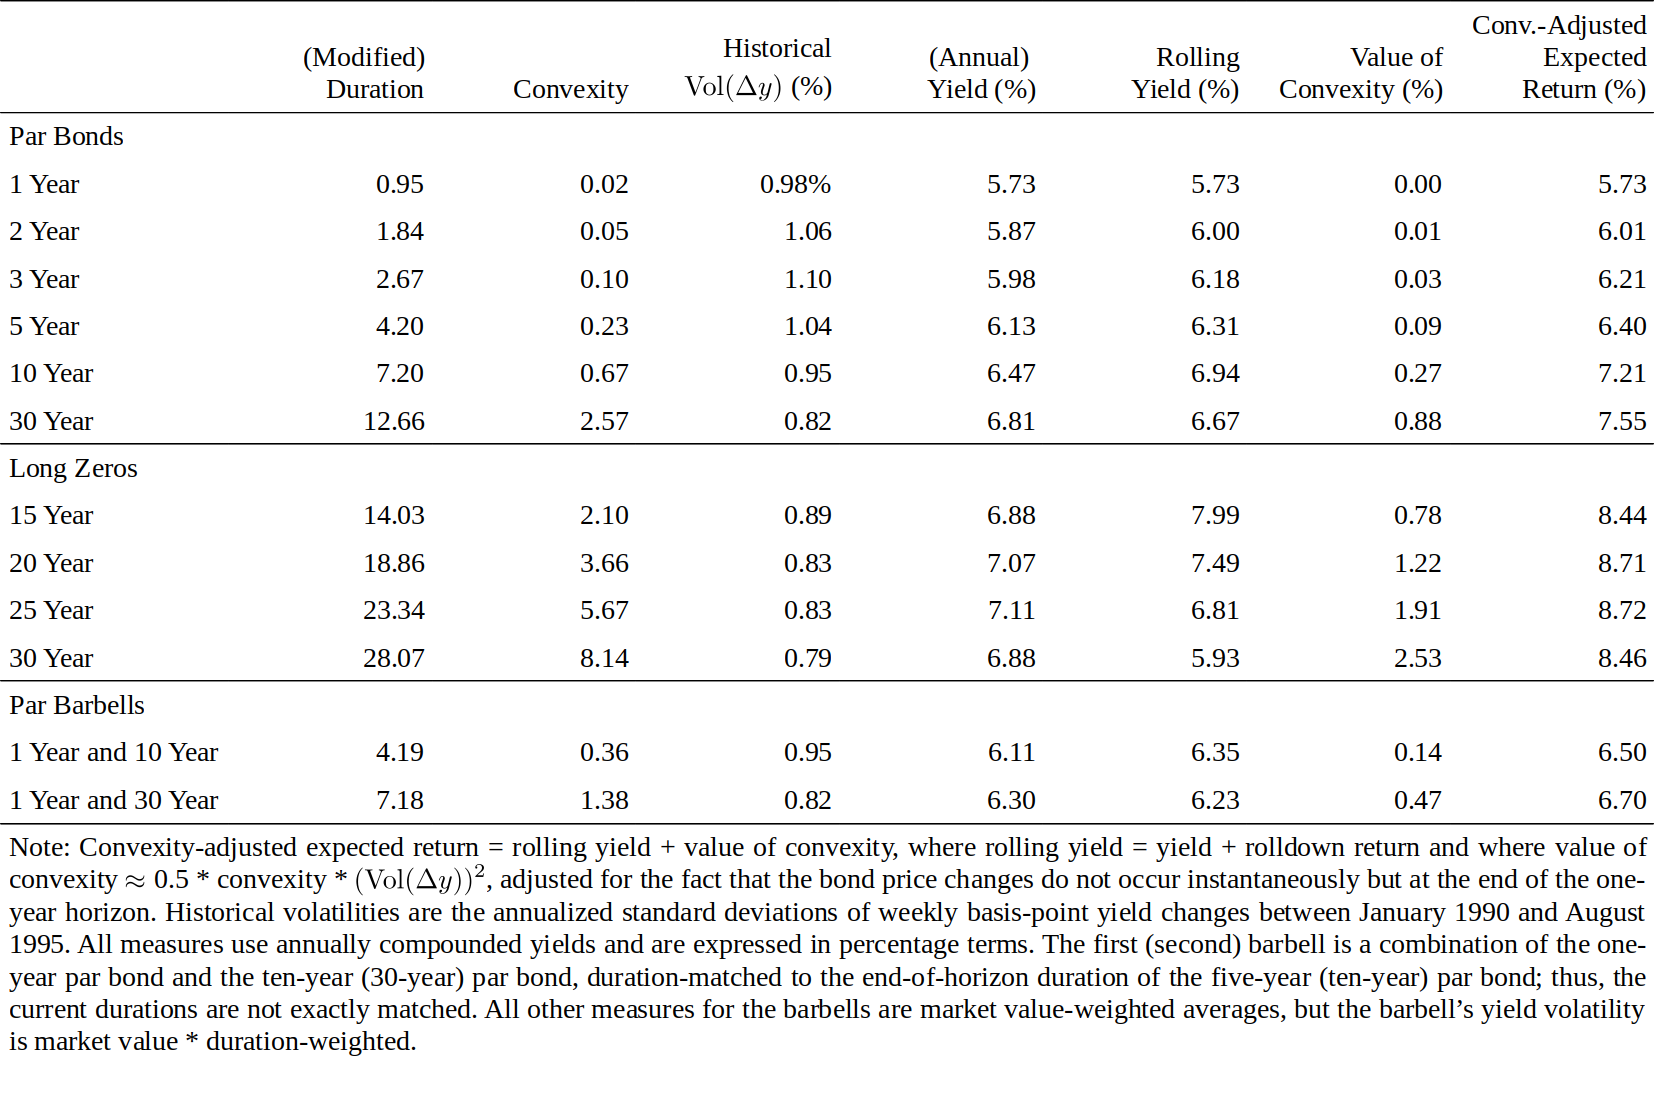 (Modified) Duration Convexity Historical Vol(Δy) (%) (Annual) Yield (%) Rolling Yield (%) Value of Convexity (%) Conv.-Adjusted Expected Return (%)
Par Bonds
1 Year 0.95 0.02 0.98% 5.73 5.73 0.00 5.73
2 Year 1.84 0.05 1.06 5.87 6.00 0.01 6.01
3 Year 2.67 0.10 1.10 5.98 6.18 0.03 6.21
5 Year 4.20 0.23 1.04 6.13 6.31 0.09 6.40
10 Year 7.20 0.67 0.95 6.47 6.94 0.27 7.21
30 Year 12.66 2.57 0.82 6.81 6.67 0.88 7.55
Long Zeros
15 Year 14.03 2.10 0.89 6.88 7.99 0.78 8.44
20 Year 18.86 3.66 0.83 7.07 7.49 1.22 8.71
25 Year 23.34 5.67 0.83 7.11 6.81 1.91 8.72
30 Year 28.07 8.14 0.79 6.88 5.93 2.53 8.46
Par Barbells
1 Year and 10 Year 4.19 0.36 0.95 6.11 6.35 0.14 6.50
1 Year and 30 Year 7.18 1.38 0.82 6.30 6.23 0.47 6.70
Note: Convexity-adjusted expected return = rolling yield + value of convexity, where rolling yield = yield + rolldown return and where value of
convexity ≈ 0.5 * convexity * (Vol(Δy))², adjusted for the fact that the bord price changes do not occur instantaneously but at the end of the one-
year horizon. Historical volatilities are the annualized standard deviations of weekly basis-point yield changes between January 1990 and August
1995. All measures use annually compounded yields and are expressed in percentage terms. The first (second) barbell is a combination of the one-
year par bond and the ten-year (30-year) par bond, duration-matched to the end-of-horizon duration of the five-year (ten-year) par bond; thus, the
current durations are not exactly matched. All other measures for the barbells are market value-weighted averages, but the barbell’s yield volatility
is market value * duration-weighted.